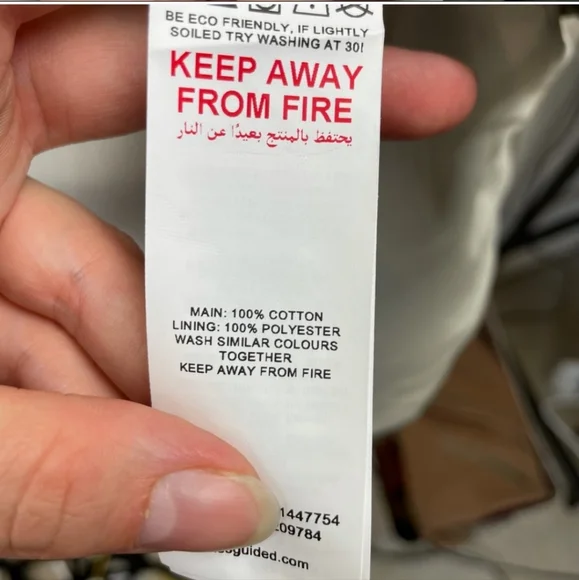 BE ECO FRIENDLY, IF LIGHTLY
SOILED TRY WASHING AT 30!
KEEP AWAY
FROM FIRE
يحتفظ بالمنتج بعيدًا عن النار
MAIN: 100% COTTON
LINING: 100% POLYESTER
WASH SIMILAR COLOURS
TOGETHER
KEEP AWAY FROM FIRE
1447754
09784
guided.com